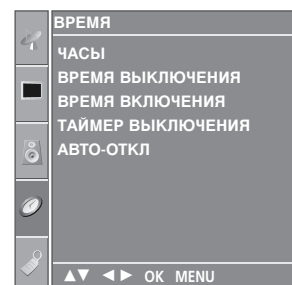 ВРЕМЯ
ЧАСЫ
ВРЕМЯ ВЫКЛЮЧЕНИЯ
ВРЕМЯ ВКЛЮЧЕНИЯ
ТАЙМЕР ВЫКЛЮЧЕНИЯ
АВТО-ОТКЛ
▲▼ ◄► OK MENU